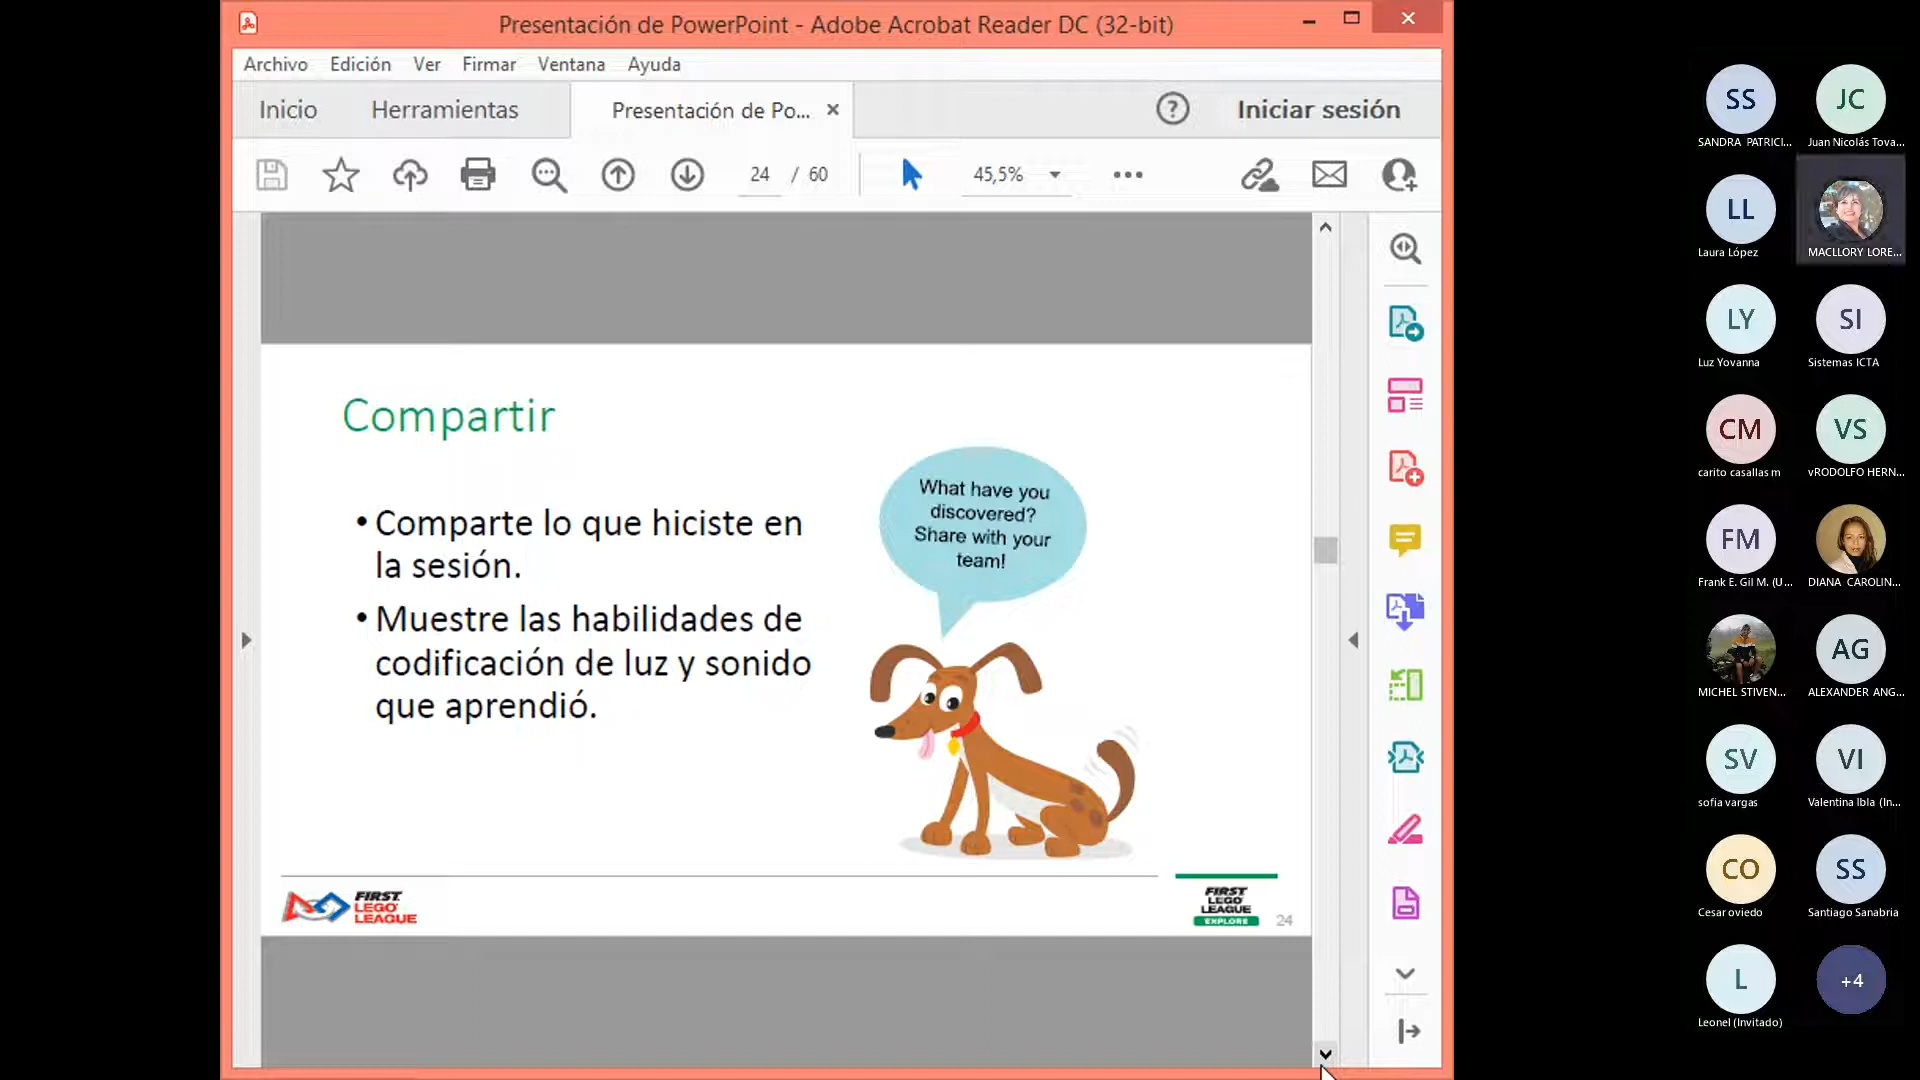 Presentación de PowerPoint - Adobe Acrobat Reader DC (32-bit)
Archivo Edición Ver Firmar Ventana Ayuda
Inicio Herramientas Presentación de Po... Iniciar sesión
24 / 60 45,5%
Compartir
• Comparte lo que hiciste en
la sesión.
• Muestre las habilidades de
codificación de luz y sonido
que aprendió.
What have you
discovered?
Share with your
team!
FIRST
LEGO
LEAGUE
FIRST
LEGO
LEAGUE
EXPLORE
24
SS JC
SANDRA PATRICI... Juan Nicolás Tova...
LL
Laura López MACLLORY LORE...
LY SI
Luz Yovanna Sistemas ICTA
CM VS
carito casallas m vRODOLFO HERN...
FM
Frank E. Gil M. (U... DIANA CAROLIN...
AG
MICHEL STIVEN... ALEXANDER ANG...
SV VI
sofia vargas Valentina Ibla (In...
CO SS
Cesar oviedo Santiago Sanabria
L +4
Leonel (Invitado)